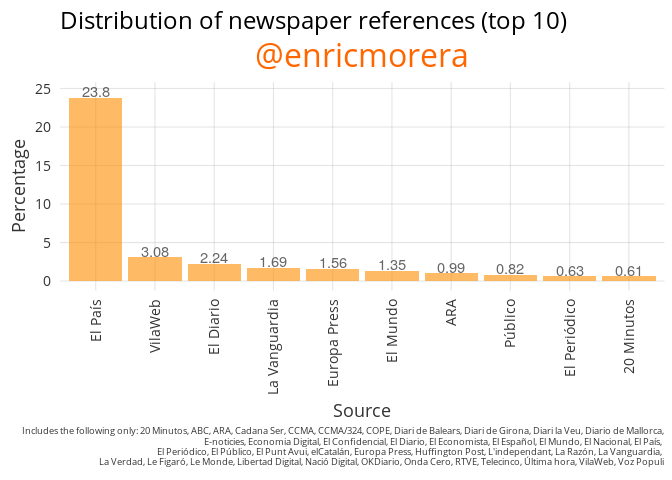 Distribution of newspaper references (top 10)
@enricmorera
Percentage
25
20
15
10
5
0
23.8
3.08
2.24
1.69
1.56
1.35
0.99
0.82
0.63
0.61
El País
VilaWeb
El Diario
La Vanguardia
Europa Press
El Mundo
ARA
Público
El Periódico
20 Minutos
Source
Includes the following only: 20 Minutos, ABC, ARA, Cadana Ser, CCMA, CCMA/324, COPE, Diari de Balears, Diari de Girona, Diari la Veu, Diario de Mallorca,
E-noticies, Economia Digital, El Confidencial, El Diario, El Economista, El Español, El Mundo, El Nacional, El País,
El Periódico, El Público, El Punt Avui, elCatalán, Europa Press, Huffington Post, L'independant, La Razón, La Vanguardia,
La Verdad, Le Figaró, Le Monde, Libertad Digital, Nació Digital, OKDiario, Onda Cero, RTVE, Telecinco, Última hora, VilaWeb, Voz Populi